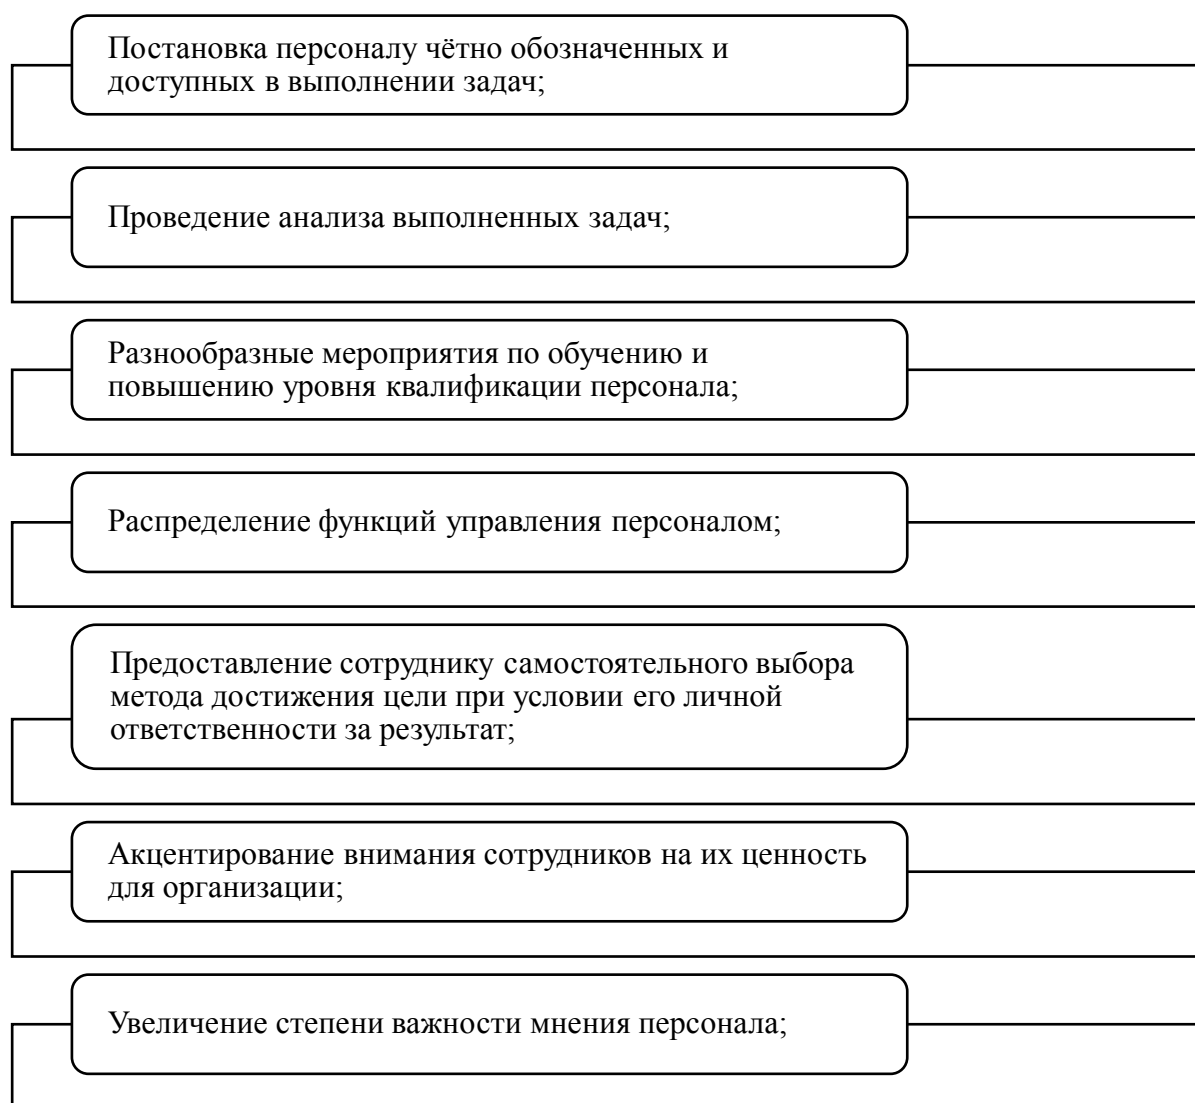 Постановка персоналу чётно обозначенных и
доступных в выполнении задач;
Проведение анализа выполненных задач;
Разнообразные мероприятия по обучению и
повышению уровня квалификации персонала;
Распределение функций управления персоналом;
Предоставление сотруднику самостоятельного выбора
метода достижения цели при условии его личной
ответственности за результат;
Акцентирование внимания сотрудников на их ценность
для организации;
Увеличение степени важности мнения персонала;